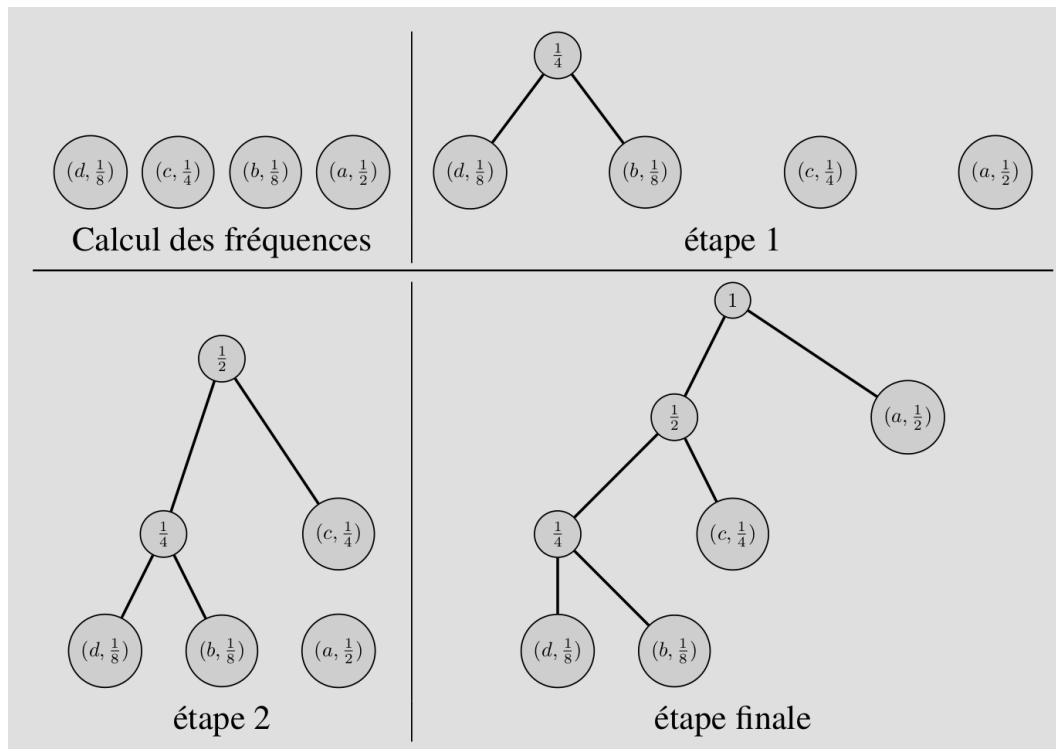 (d, 1/8) (c, 1/4) (b, 1/8) (a, 1/2)
Calcul des fréquences
1/4
(d, 1/8) (b, 1/8) (c, 1/4) (a, 1/2)
étape 1
1/2
1/4 (c, 1/4)
(d, 1/8) (b, 1/8) (a, 1/2)
étape 2
1
1/2 (a, 1/2)
1/4 (c, 1/4)
(d, 1/8) (b, 1/8)
étape finale